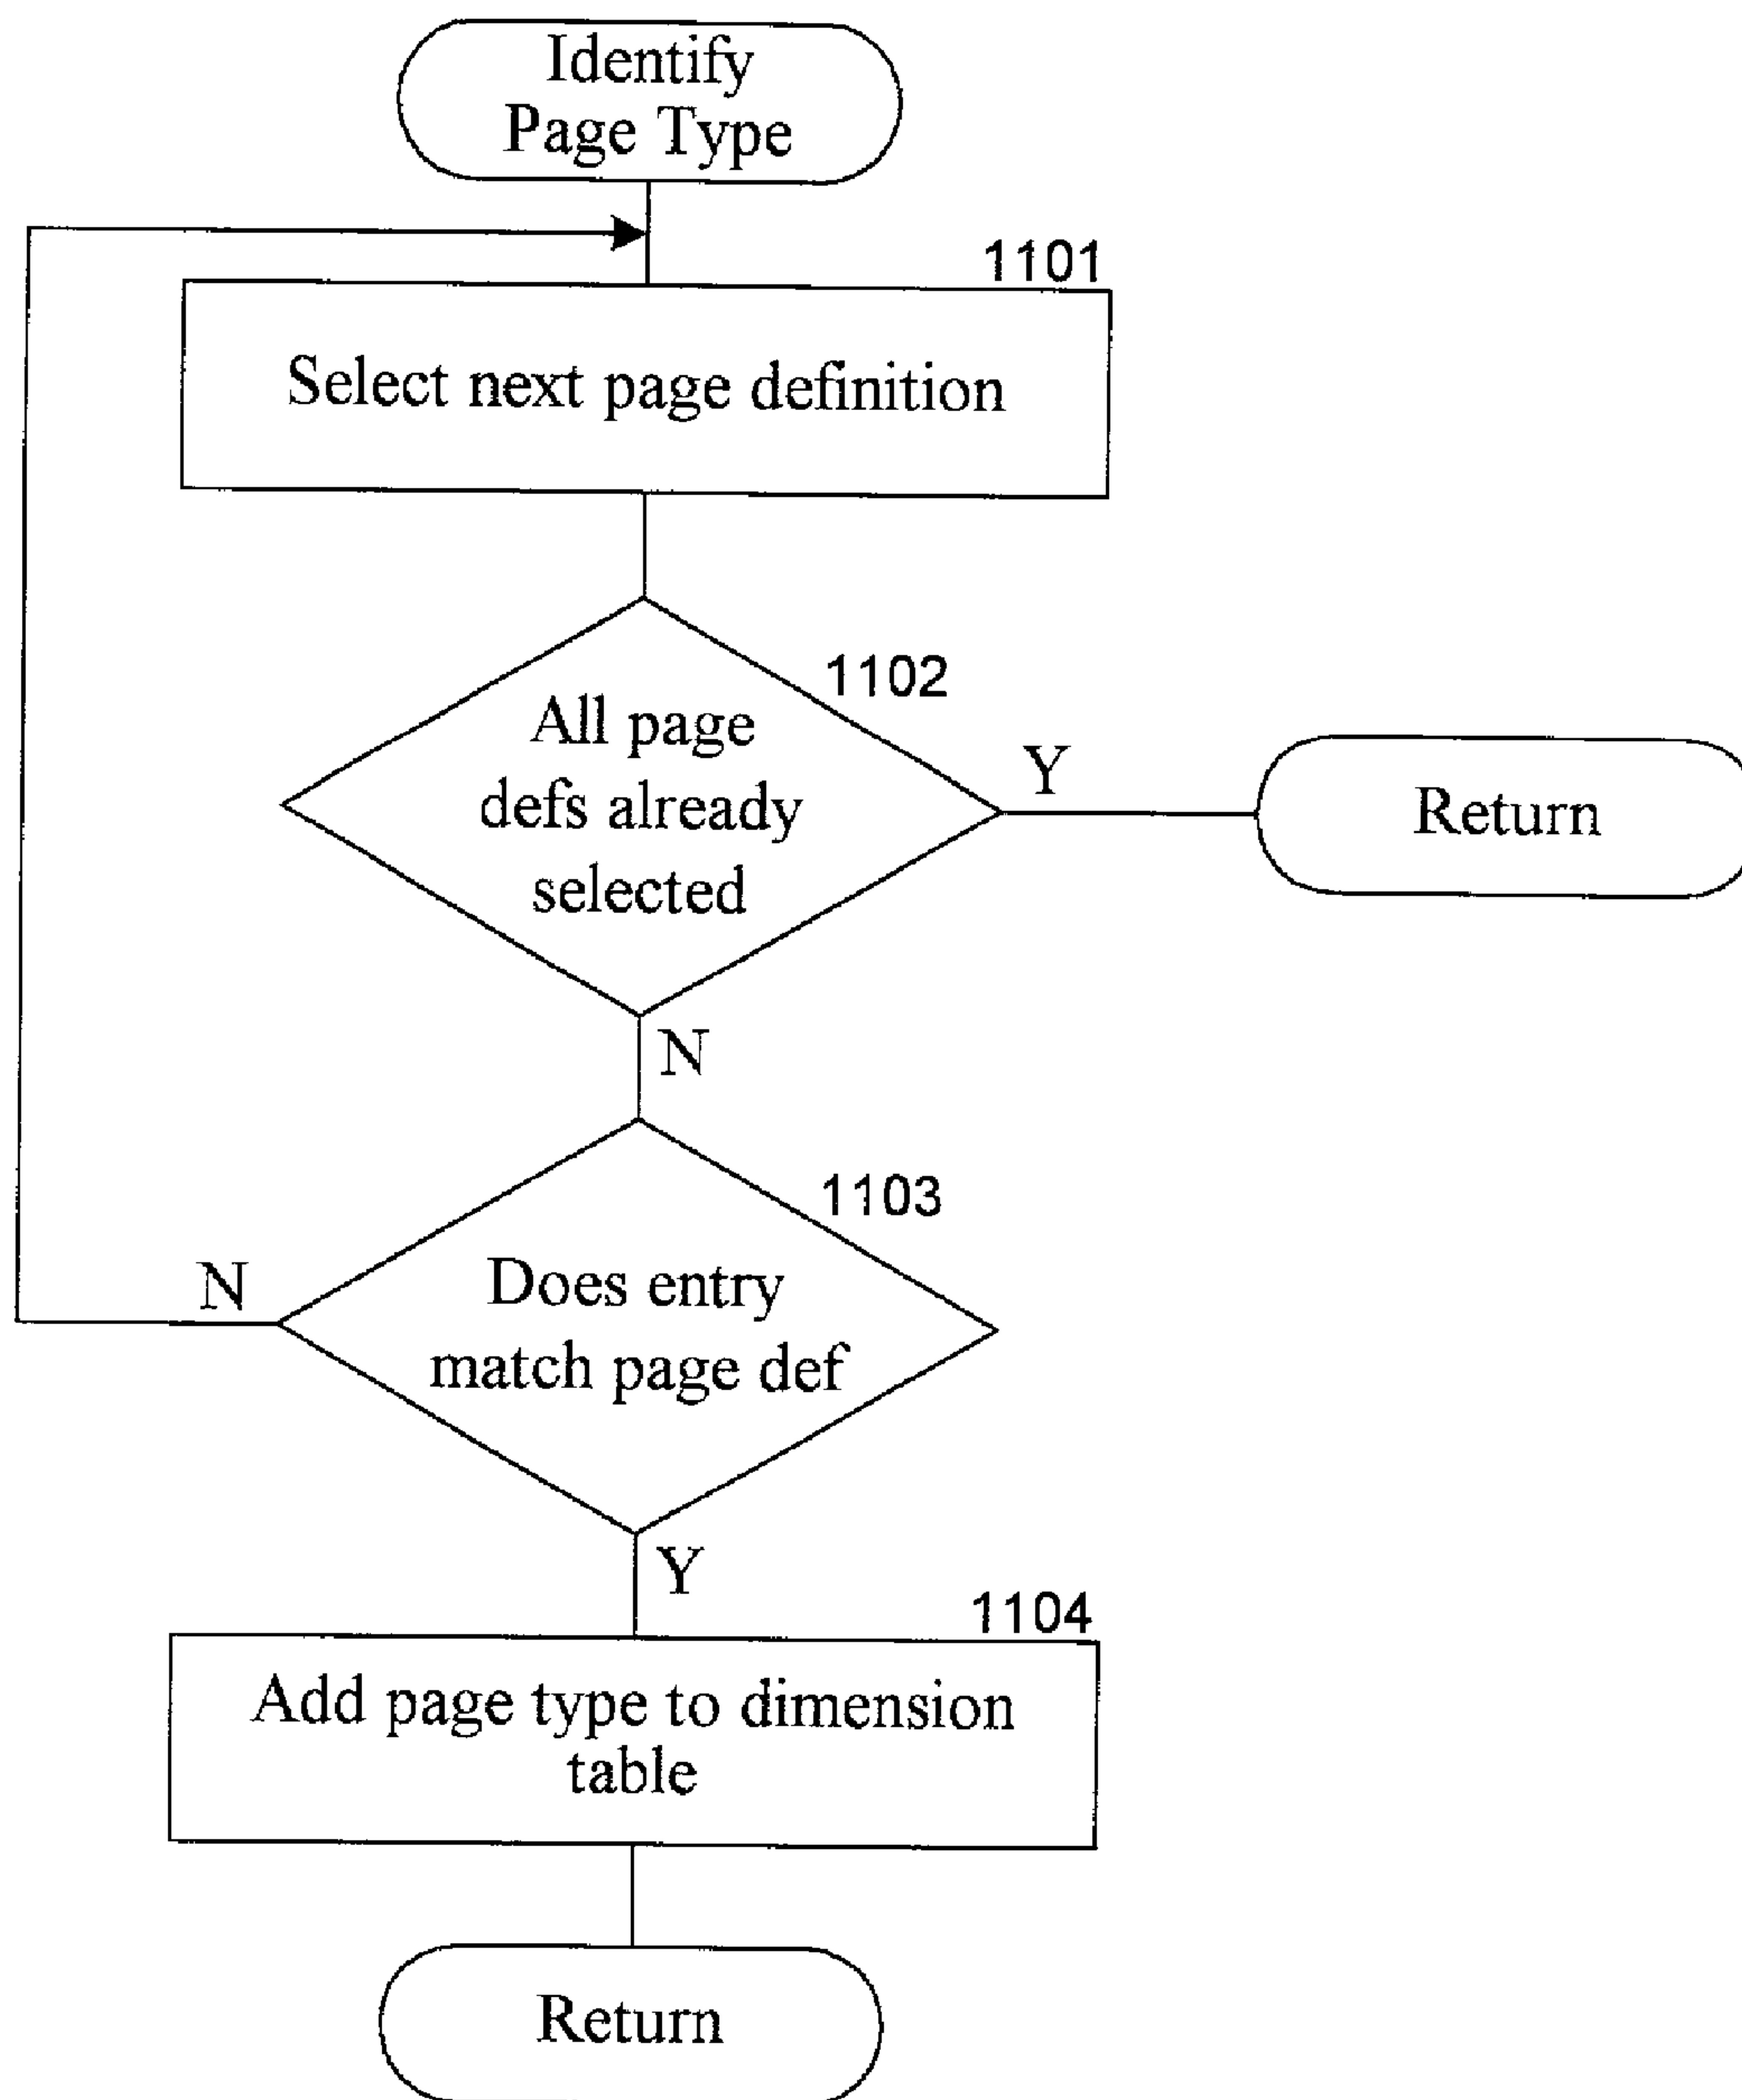 Identify
Page Type
1101
Select next page definition
1102
All page
defs already
selected
Y
Return
N
1103
Does entry
match page def
N
Y
1104
Add page type to dimension
table
Return